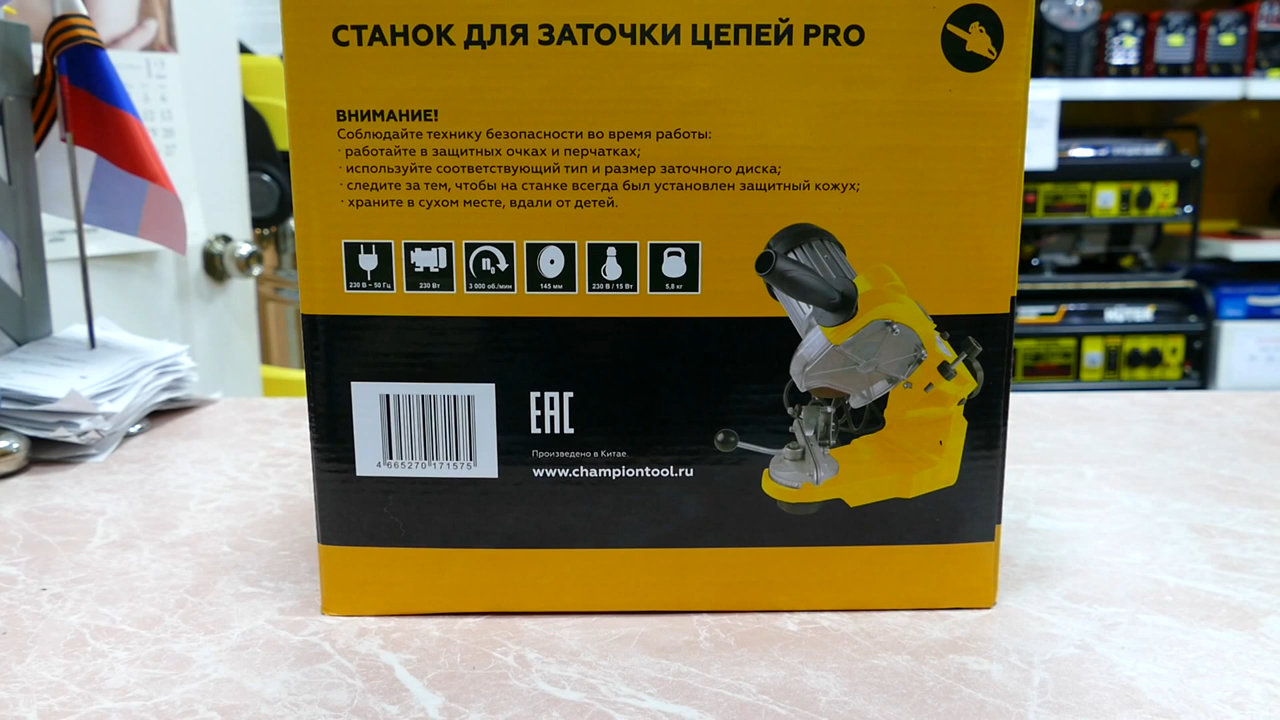 СТАНОК ДЛЯ ЗАТОЧКИ ЦЕПЕЙ PRO
ВНИМАНИЕ!
Соблюдайте технику безопасности во время работы:
· работайте в защитных очках и перчатках;
· используйте соответствующий тип и размер заточного диска;
· следите за тем, чтобы на станке всегда был установлен защитный кожух;
· храните в сухом месте, вдали от детей.
230 В ~ 50 Гц
230 Вт
3 000 об./мин
145 мм
230 В / 15 Вт
5,8 кг
EAC
Произведено в Китае
www.championtool.ru
4 665270 171575
12
HUTER